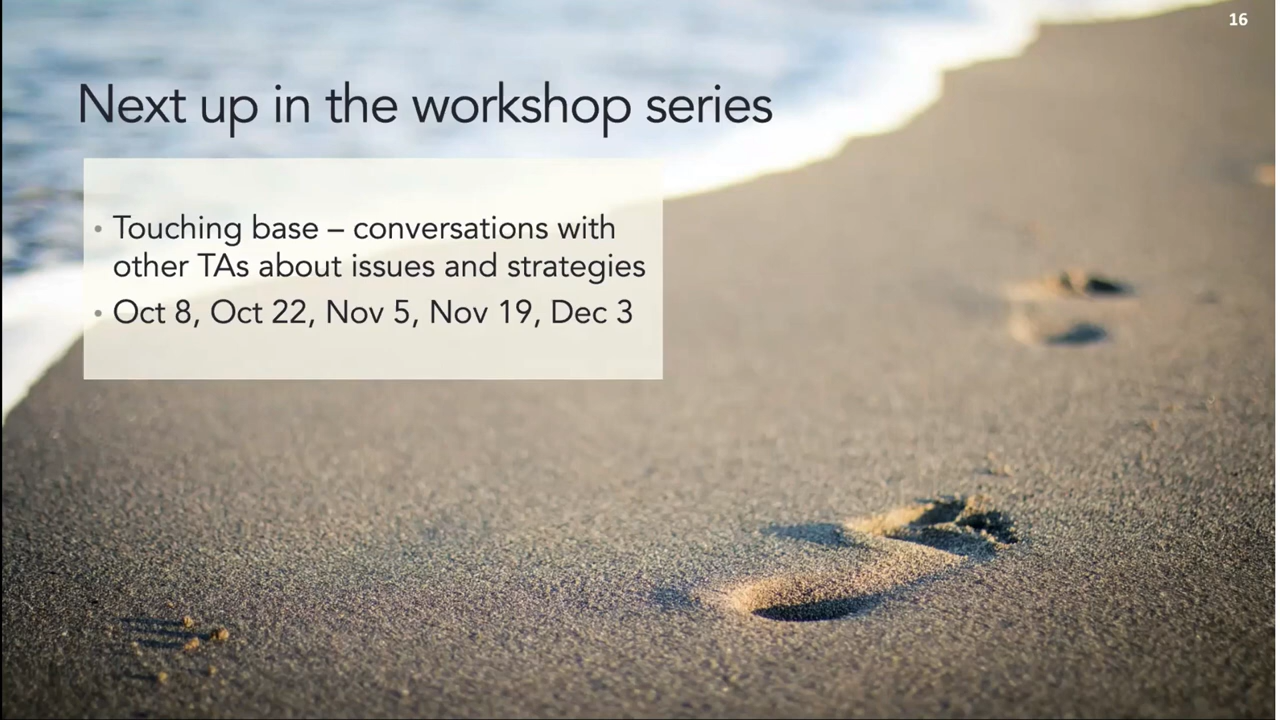 16
Next up in the workshop series
• Touching base – conversations with
other TAs about issues and strategies
• Oct 8, Oct 22, Nov 5, Nov 19, Dec 3